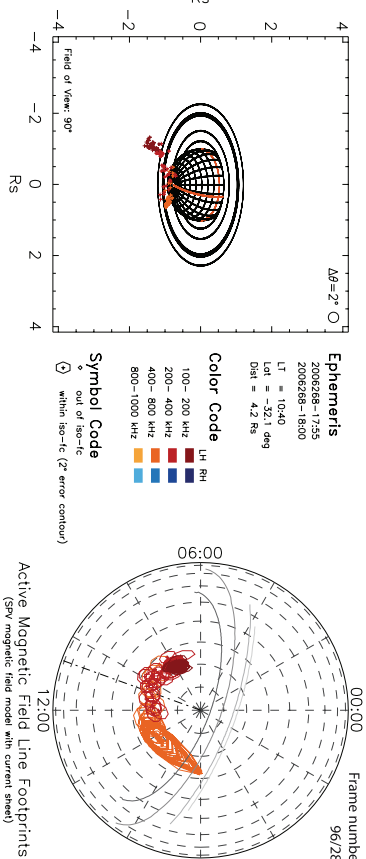 Rs
-4
-2
0
2
4
-4
-2
0
2
4
Rs
Field of View: 90°
Δθ=2°
Ephemeris
2006268-17:55
2006268-18:00
LT = 10:40
Lat = -32.1 deg
Dist = 4.2 Rs
Color Code
LH RH
100- 200 kHz
200- 400 kHz
400- 800 kHz
800-1000 kHz
Symbol Code
out of iso-fc
within iso-fc (2° error contour)
Frame number
96/28
00:00
06:00
12:00
Active Magnetic Field Line Footprints
(SPV magnetic field model with current sheet)